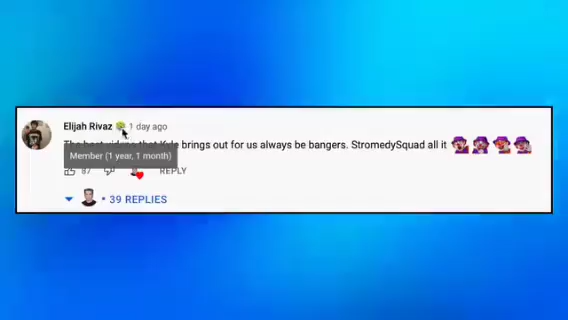 Elijah Rivaz 1 day ago
brings out for us always be bangers. StromedySquad all it
Member (1 year, 1 month)
87 REPLY
• 39 REPLIES